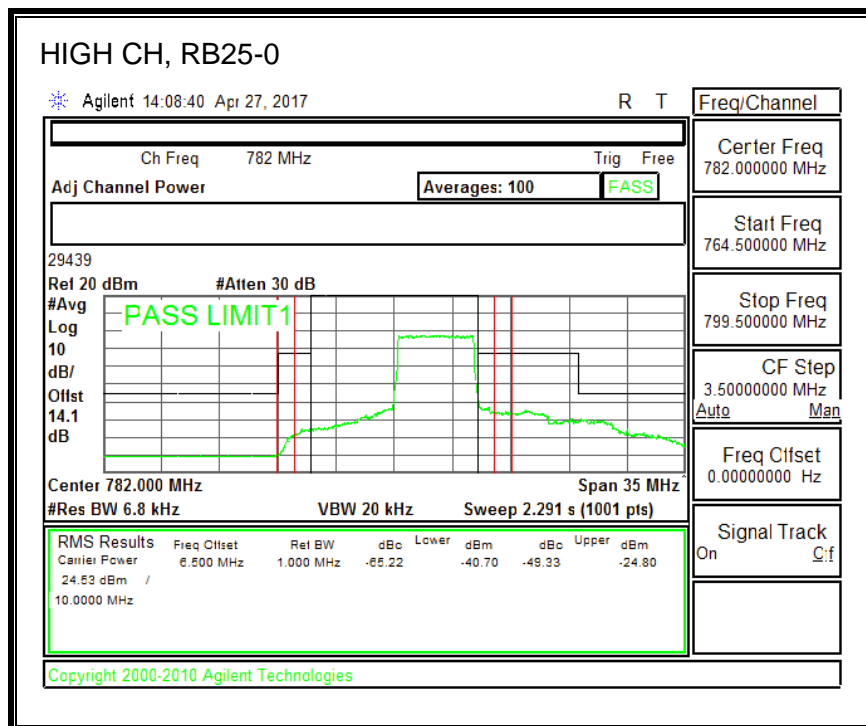 HIGH CH, RB25-0
Agilent 14:08:40 Apr 27, 2017 R T
Freq/Channel
Ch Freq 782 MHz Trig Free
Adj Channel Power Averages: 100 PASS
Center Freq
782.000000 MHz
Start Freq
764.500000 MHz
29439
Ref 20 dBm #Atten 30 dB
#Avg
Log
10
dB/
Offst
14.1
dB
PASS LIMIT1
Stop Freq
799.500000 MHz
CF Step
3.50000000 MHz
Auto Man
Freq Offset
0.00000000 Hz
Center 782.000 MHz Span 35 MHz
#Res BW 6.8 kHz VBW 20 kHz Sweep 2.291 s (1001 pts)
Signal Track
On Off
RMS Results Freq Offset Ref BW dBc Lower dBm dBc Upper dBm
Carrier Power 6.500 MHz 1.000 MHz -65.22 -40.70 -49.33 -24.80
24.53 dBm /
10.0000 MHz
Copyright 2000-2010 Agilent Technologies